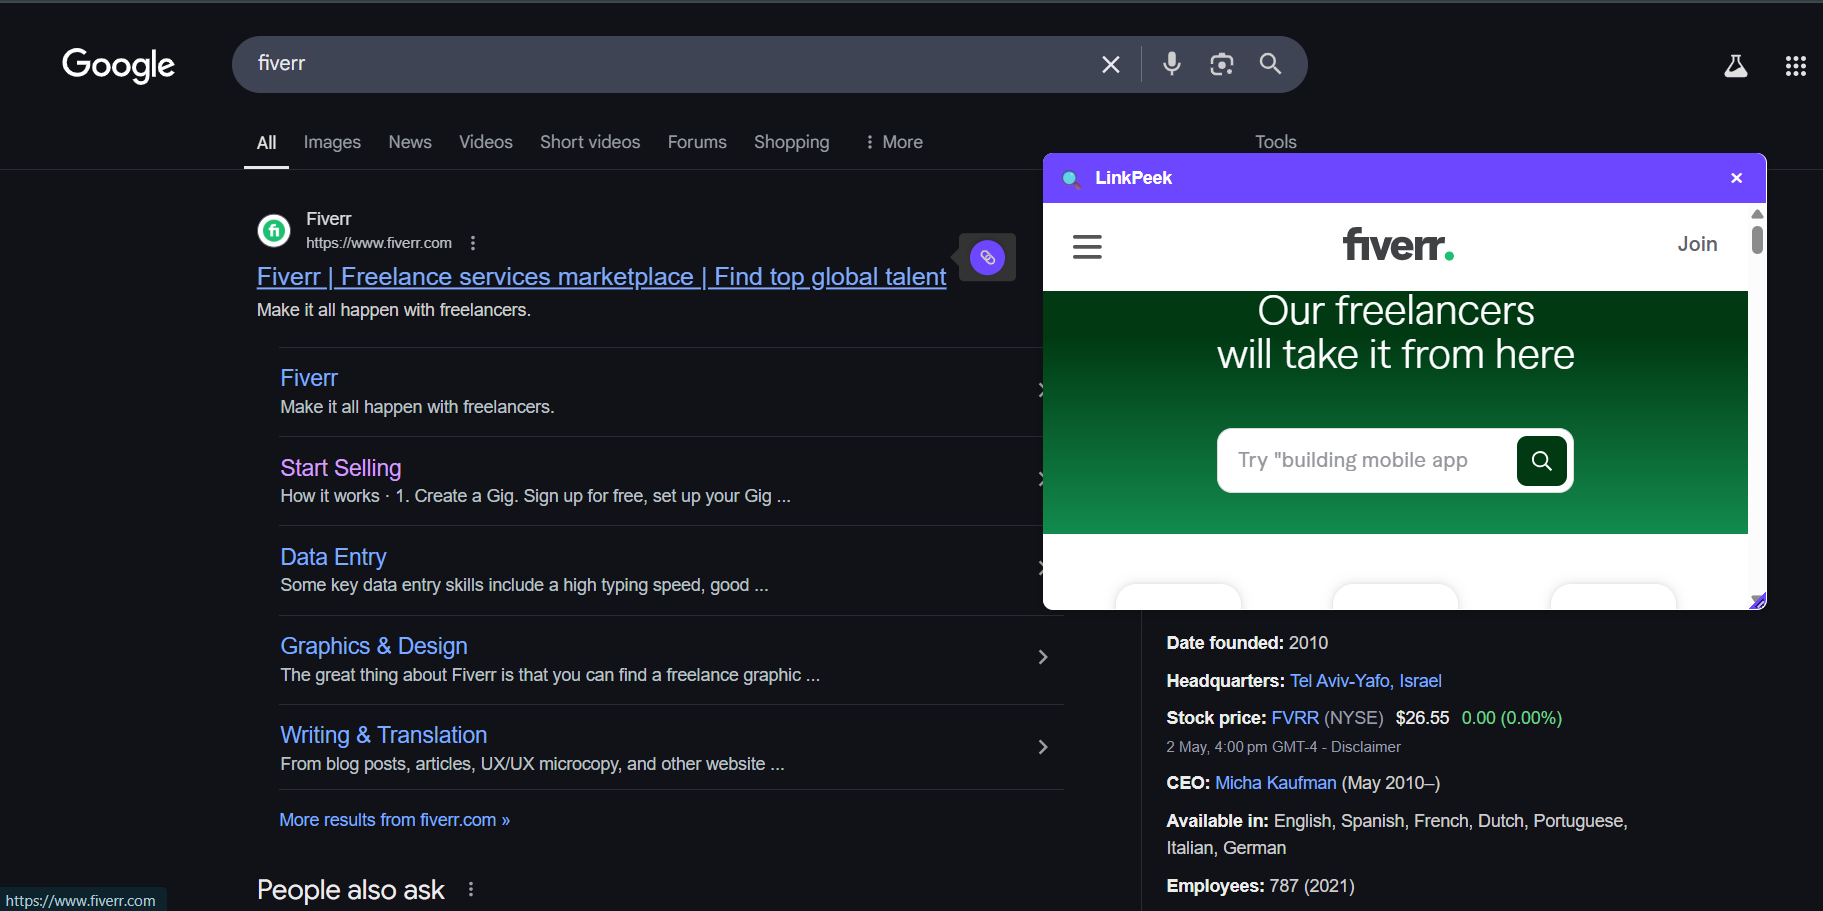 Google
fiverr
All
Images
News
Videos
Short videos
Forums
Shopping
More
Tools
Fiverr
https://www.fiverr.com
Fiverr | Freelance services marketplace | Find top global talent
Make it all happen with freelancers.
Fiverr
Make it all happen with freelancers.
Start Selling
How it works · 1. Create a Gig. Sign up for free, set up your Gig ...
Data Entry
Some key data entry skills include a high typing speed, good ...
Graphics & Design
The great thing about Fiverr is that you can find a freelance graphic ...
Writing & Translation
From blog posts, articles, UX/UX microcopy, and other website ...
More results from fiverr.com »
People also ask
https://www.fiverr.com
LinkPeek
fiverr.
Join
Our freelancers
will take it from here
Try "building mobile app
Date founded: 2010
Headquarters: Tel Aviv-Yafo, Israel
Stock price: FVRR (NYSE) $26.55 0.00 (0.00%)
2 May, 4:00 pm GMT-4 - Disclaimer
CEO: Micha Kaufman (May 2010–)
Available in: English, Spanish, French, Dutch, Portuguese,
Italian, German
Employees: 787 (2021)